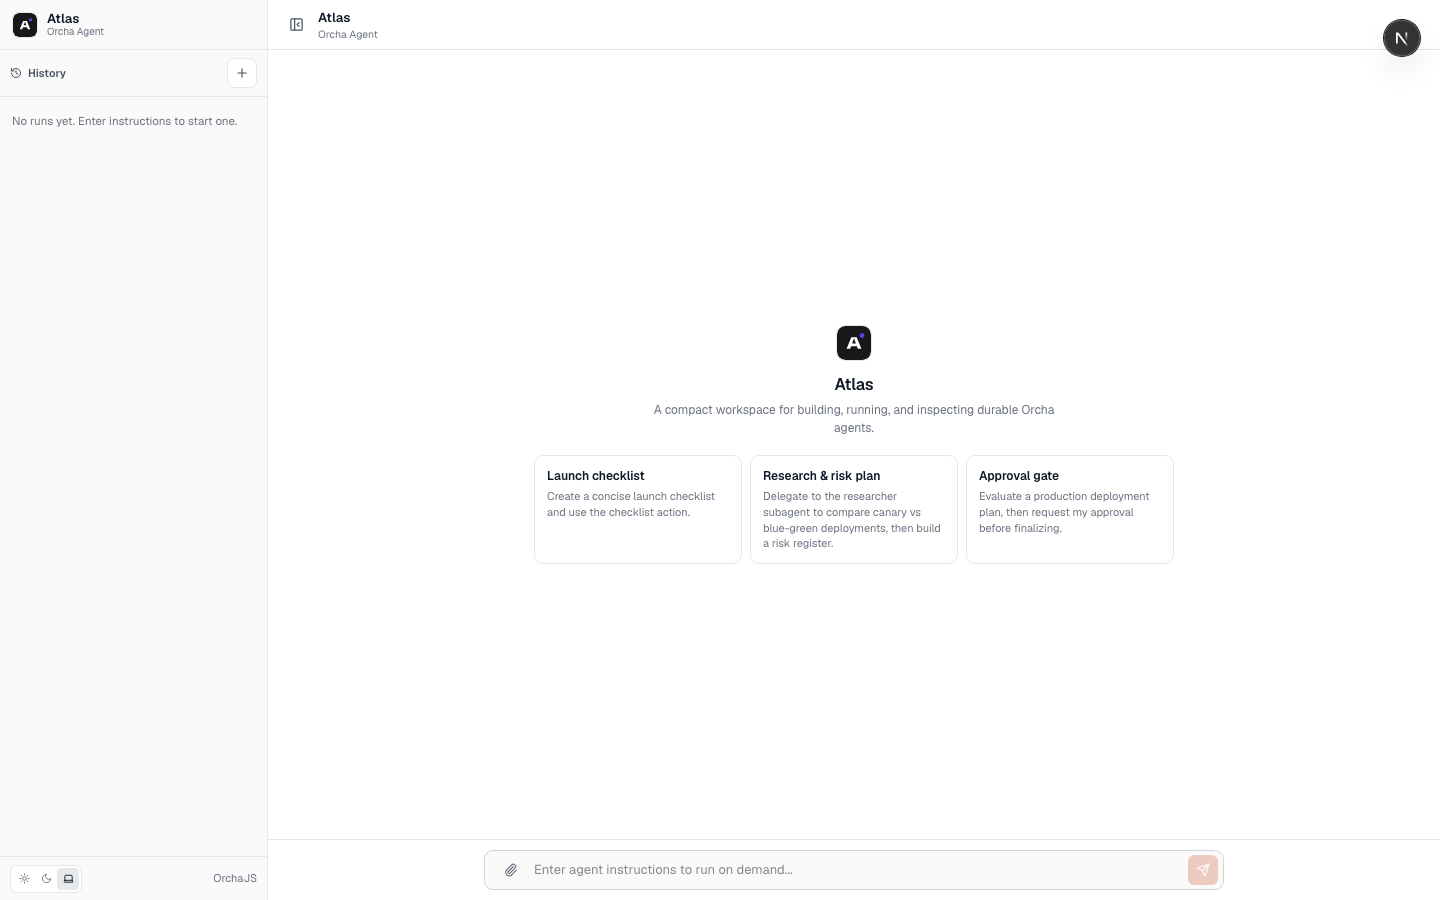 Atlas
Orcha Agent
History
No runs yet. Enter instructions to start one.
OrchaJS
Atlas
Orcha Agent
N
A
Atlas
A compact workspace for building, running, and inspecting durable Orcha
agents.
Launch checklist
Create a concise launch checklist
and use the checklist action.
Research & risk plan
Delegate to the researcher
subagent to compare canary vs
blue-green deployments, then build
a risk register.
Approval gate
Evaluate a production deployment
plan, then request my approval
before finalizing.
Enter agent instructions to run on demand...